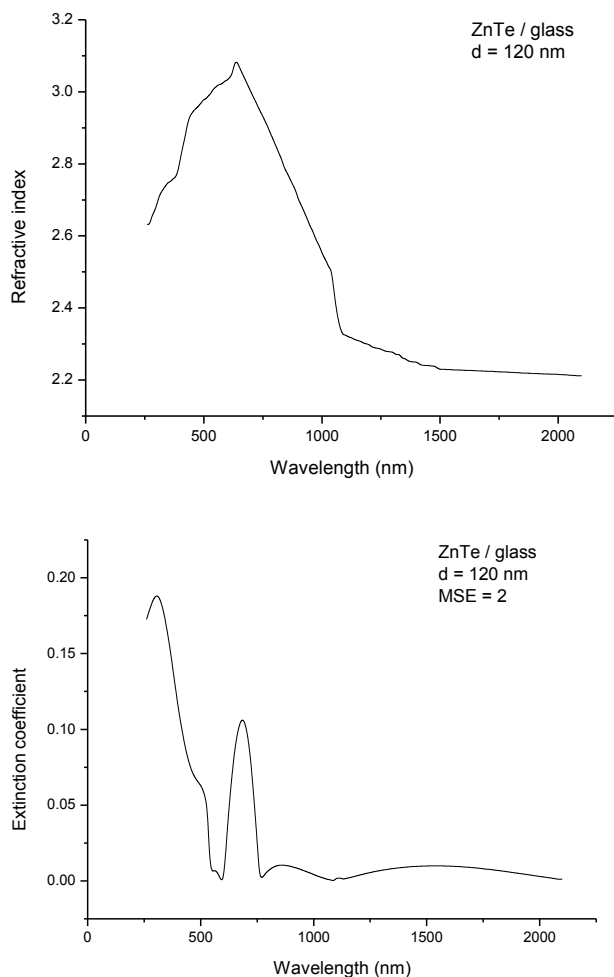 ZnTe / glass
d = 120 nm
3.2
3.0
2.8
2.6
2.4
2.2
Refractive index
0 500 1000 1500 2000
Wavelength (nm)
ZnTe / glass
d = 120 nm
MSE = 2
0.20
0.15
0.10
0.05
0.00
Extinction coefficient
0 500 1000 1500 2000
Wavelength (nm)